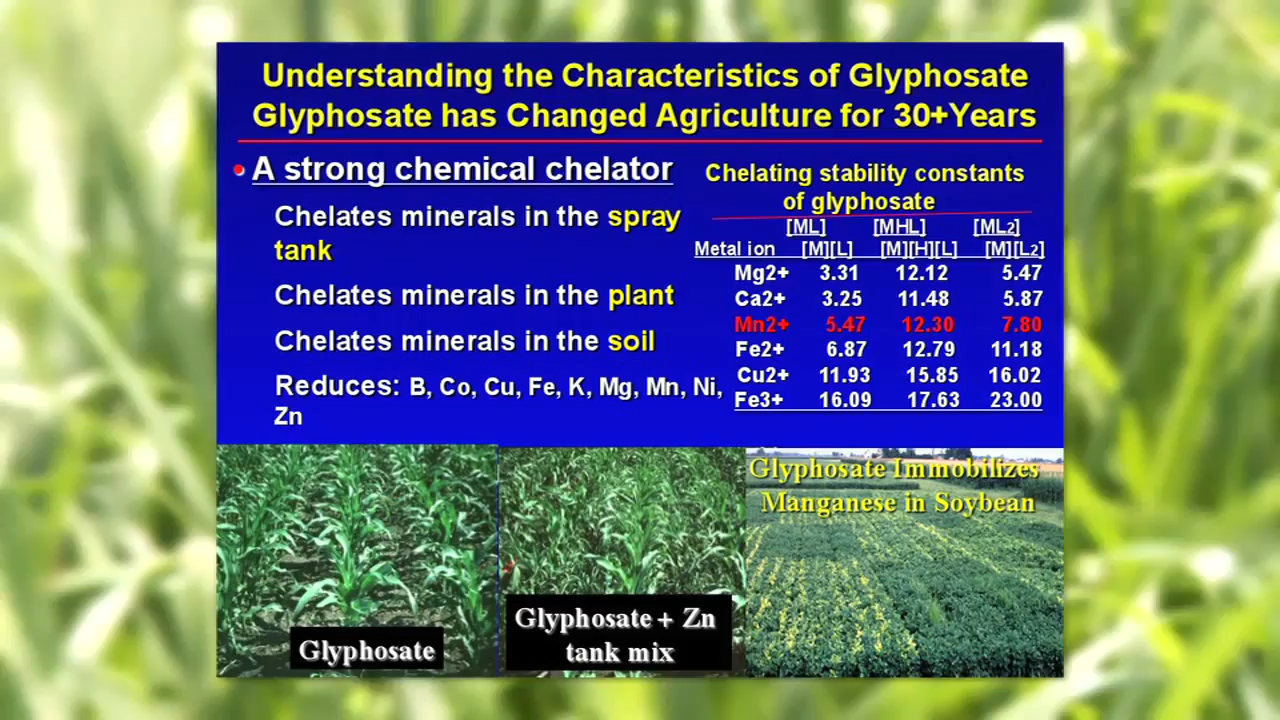 Understanding the Characteristics of Glyphosate
Glyphosate has Changed Agriculture for 30+Years
• A strong chemical chelator
Chelates minerals in the spray
tank
Chelates minerals in the plant
Chelates minerals in the soil
Reduces: B, Co, Cu, Fe, K, Mg, Mn, Ni,
Zn
Chelating stability constants
of glyphosate
[ML] [MHL] [ML2]
Metal ion [M][L] [M][H][L] [M][L2]
Mg2+ 3.31 12.12 5.47
Ca2+ 3.25 11.48 5.87
Mn2+ 5.47 12.30 7.80
Fe2+ 6.87 12.79 11.18
Cu2+ 11.93 15.85 16.02
Fe3+ 16.09 17.63 23.00
Glyphosate
Glyphosate + Zn
tank mix
Glyphosate Immobilizes
Manganese in Soybean